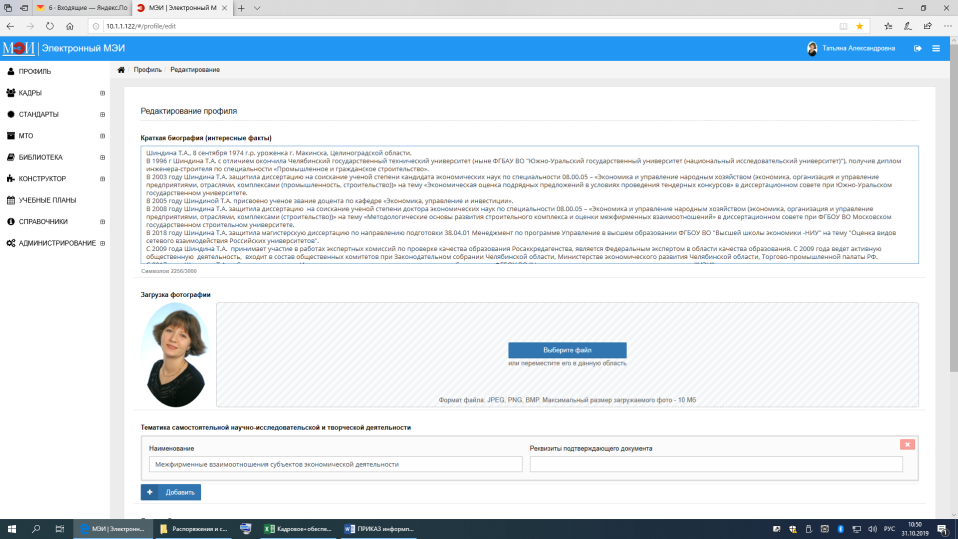 6 - Входящие — Яндекс.По
МЭИ | Электронный М
10.1.1.122/#/profile/edit
МЭИ | Электронный МЭИ
Татьяна Александровна
ПРОФИЛЬ
КАДРЫ
СТАНДАРТЫ
МТО
БИБЛИОТЕКА
КОНСТРУКТОР
УЧЕБНЫЕ ПЛАНЫ
СПРАВОЧНИКИ
АДМИНИСТРИРОВАНИЕ
Профиль / Редактирование
Редактирование профиля
Краткая биография (интересные факты)
Шиндина Т.А., 8 сентября 1974 г.р. уроженка г. Макинска, Целиноградской области.
В 1996 г Шиндина Т.А. с отличием окончила Челябинский государственный технический университет (ныне ФГБАУ ВО "Южно-Уральский государственный университет (национальный исследовательский университет)"), получив диплом
инженера-строителя по специальности «Промышленное и гражданское строительство».
В 2003 году Шиндина Т.А. защитила диссертацию на соискание ученой степени кандидата экономических наук по специальности 08.00.05 – «Экономика и управление народным хозяйством (экономика, организация и управление
предприятиями, отраслями, комплексами (промышленность, строительство))» на тему «Экономическая оценка подрядных предложений в условиях проведения тендерных конкурсов» в диссертационном совете при Южно-Уральском
государственном университете.
В 2005 году Шиндиной Т.А. присвоено ученое звание доцента по кафедре «Экономика, управление и инвестиции».
В 2008 году Шиндина Т.А. защитила диссертацию на соискание ученой степени доктора экономических наук по специальности 08.00.05 – «Экономика и управление народным хозяйством (экономика, организация и управление
предприятиями, отраслями, комплексами (строительство))» на тему «Методологические основы развития строительного комплекса и оценки межфирменных взаимоотношений» в диссертационном совете при ФГБОУ ВО Московском
государственном строительном университете.
В 2018 году Шиндина Т.А, защитила магистерскую диссертацию по направлению подготовки 38.04.01 Менеджмент по программе Управление в высшем образовании ФГБОУ ВО "Высшей школы экономики -НИУ" на тему "Оценка видов
сетевого взаимодействия Российских университетов".
С 2009 года Шиндина Т.А. принимает участие в работах экспертных комиссий по проверке качества образования Росаккредагенства, является Федеральным экспертом в области качества образования. С 2009 года ведет активную
общественную деятельность, входит в состав общественных комитетов при Законодательном собрании Челябинской области, Министерстве экономического развития Челябинской области, Торгово-промышленной палаты РФ.
Символов 2206/3000
Загрузка фотографии
Выберите файл
или переместите его в данную область
Формат файла: JPEG, PNG, BMP. Максимальный размер загружаемого фото - 10 Мб
Тематика самостоятельной научно-исследовательской и творческой деятельности
Наименование
Реквизиты подтверждающего документа
Межфирменные взаимоотношения субъектов экономической деятельности
Добавить
МЭИ | Электронн...
Распоряжения и с...
Кадровое+обеспе...
ПРИКАЗ информп...
РУС
10:50
31.10.2019